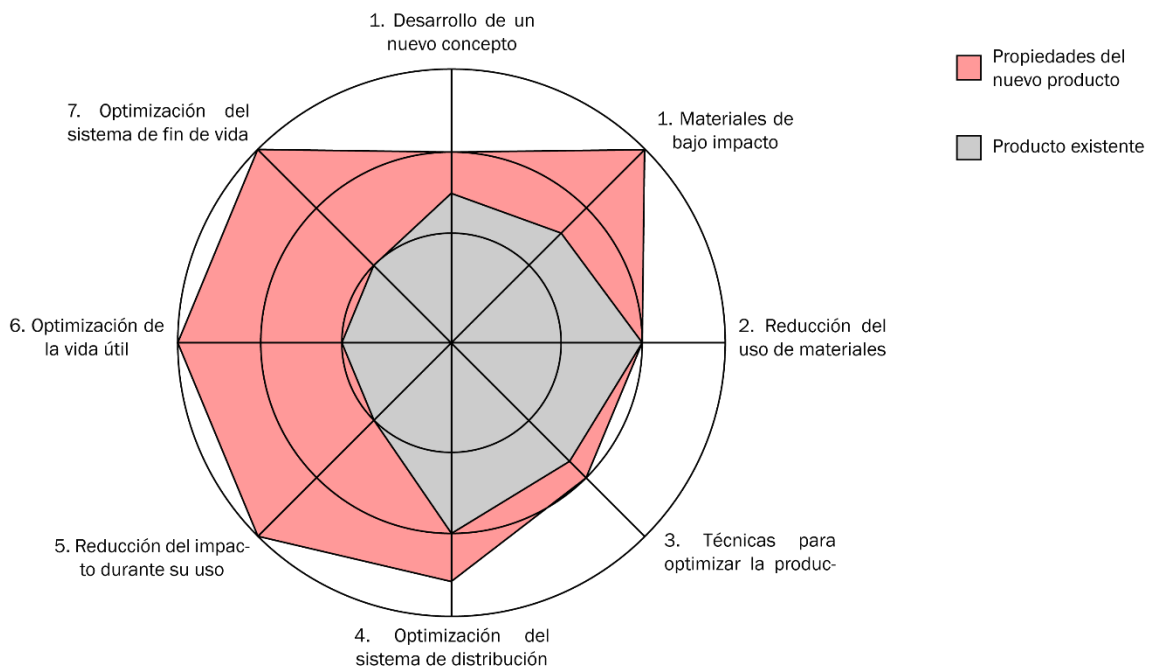 1. Desarrollo de un
nuevo concepto
Propiedades del
nuevo producto
7. Optimización del
sistema de fin de vida
1. Materiales de
bajo impacto
Producto existente
6. Optimización de
la vida útil
2. Reducción del
uso de materiales
5. Reducción del impac-
to durante su uso
3. Técnicas para
optimizar la produc-
4. Optimización del
sistema de distribución